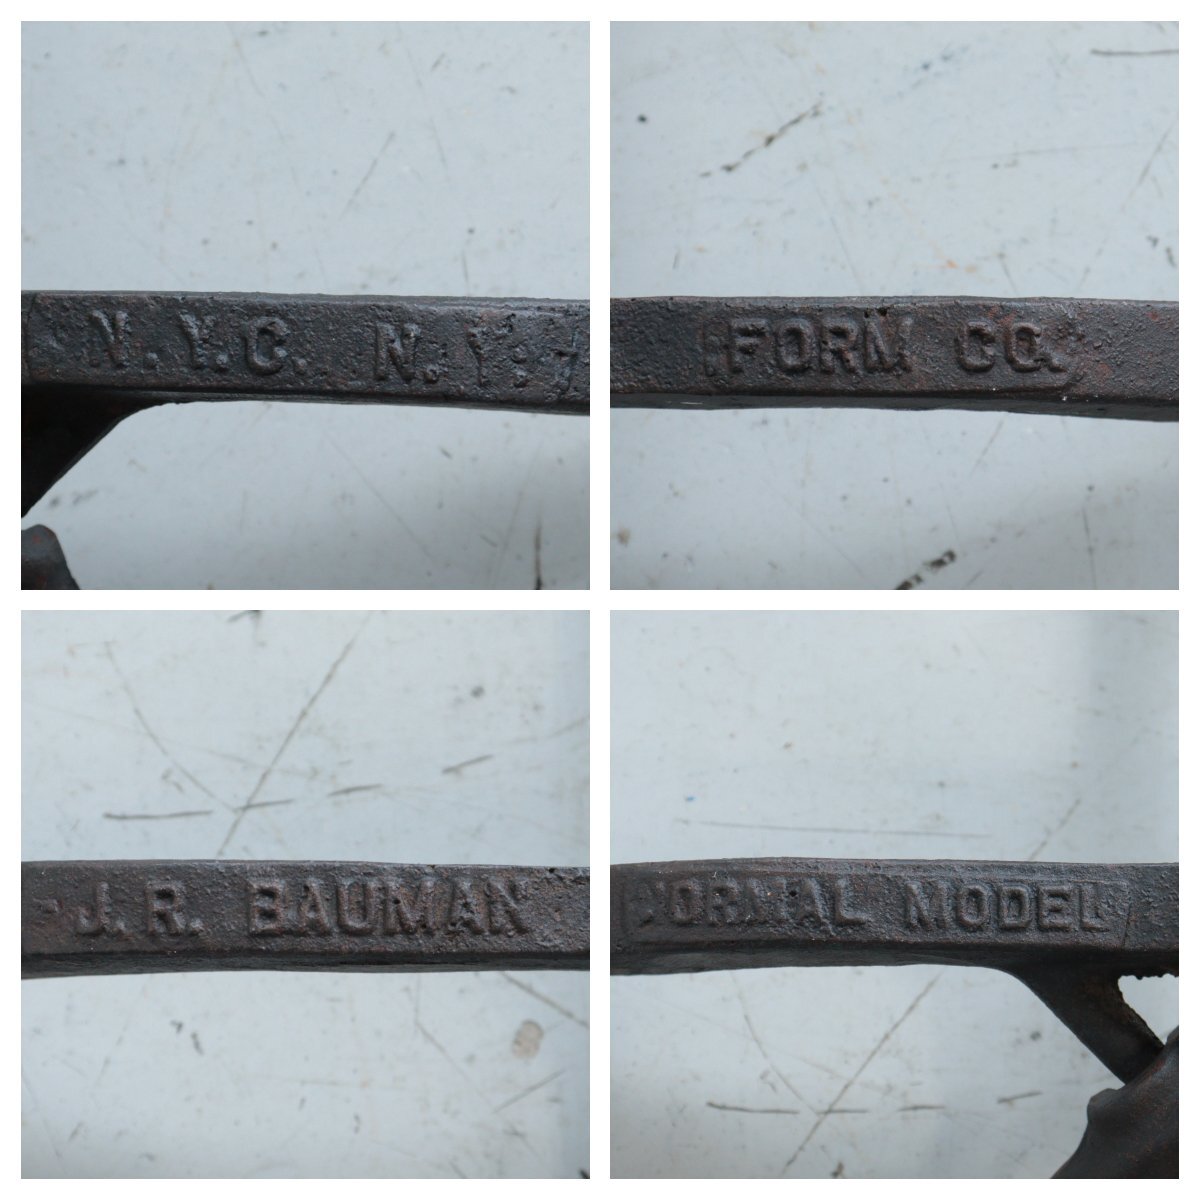 N.Y.C. N.Y.
FORM CO.
J.R. BAUMAN
ORMAL MODEL